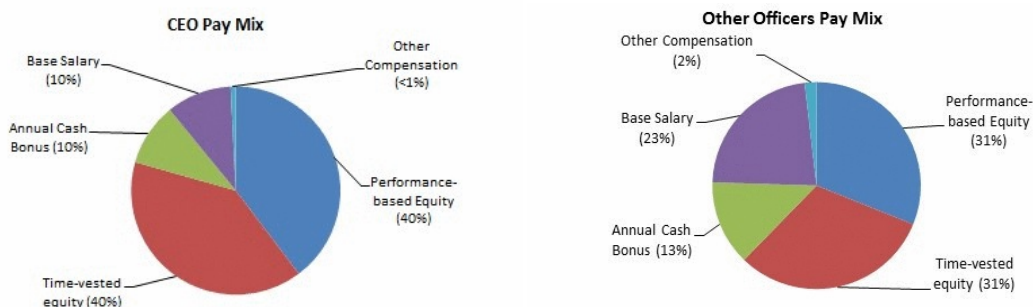 CEO Pay Mix
Other
Compensation
(<1%)
Base Salary
(10%)
Annual Cash
Bonus (10%)
Performance-
based Equity
(40%)
Time-vested
equity (40%)
Other Officers Pay Mix
Other Compensation
(2%)
Base Salary
(23%)
Performance-
based Equity
(31%)
Annual Cash
Bonus (13%)
Time-vested
equity (31%)